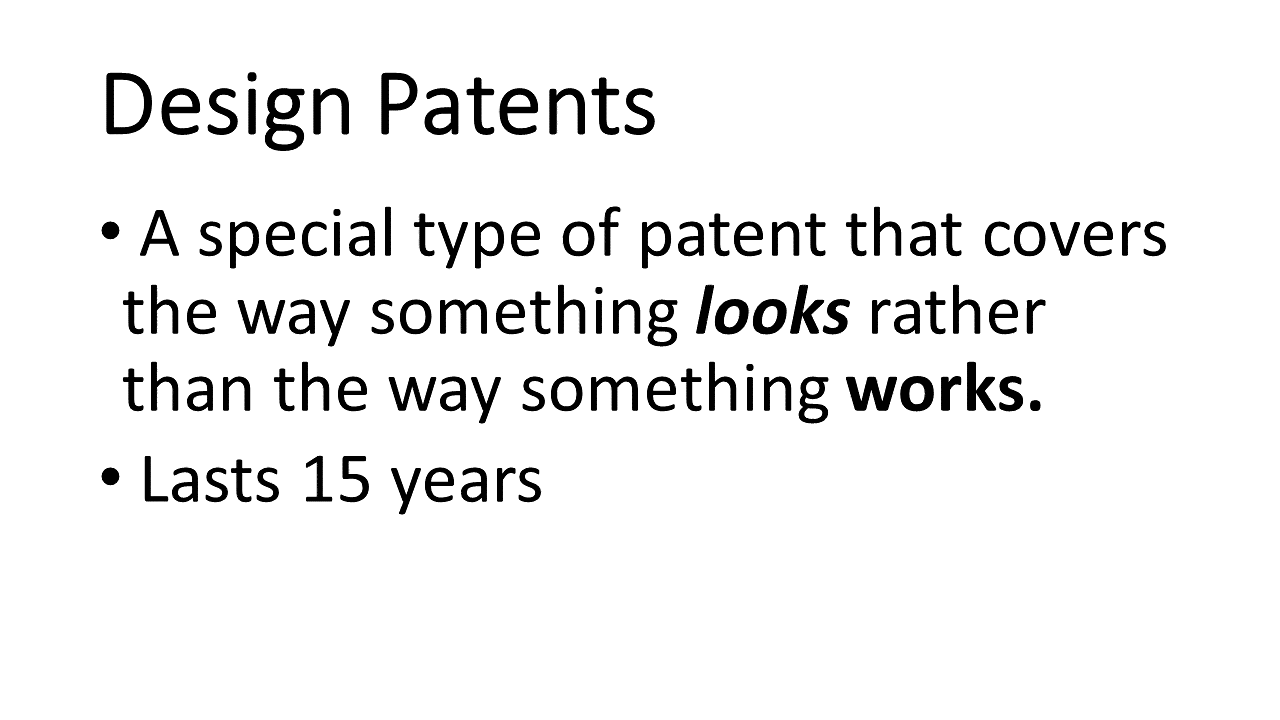 Design Patents
• A special type of patent that covers
the way something looks rather
than the way something works.
• Lasts 15 years